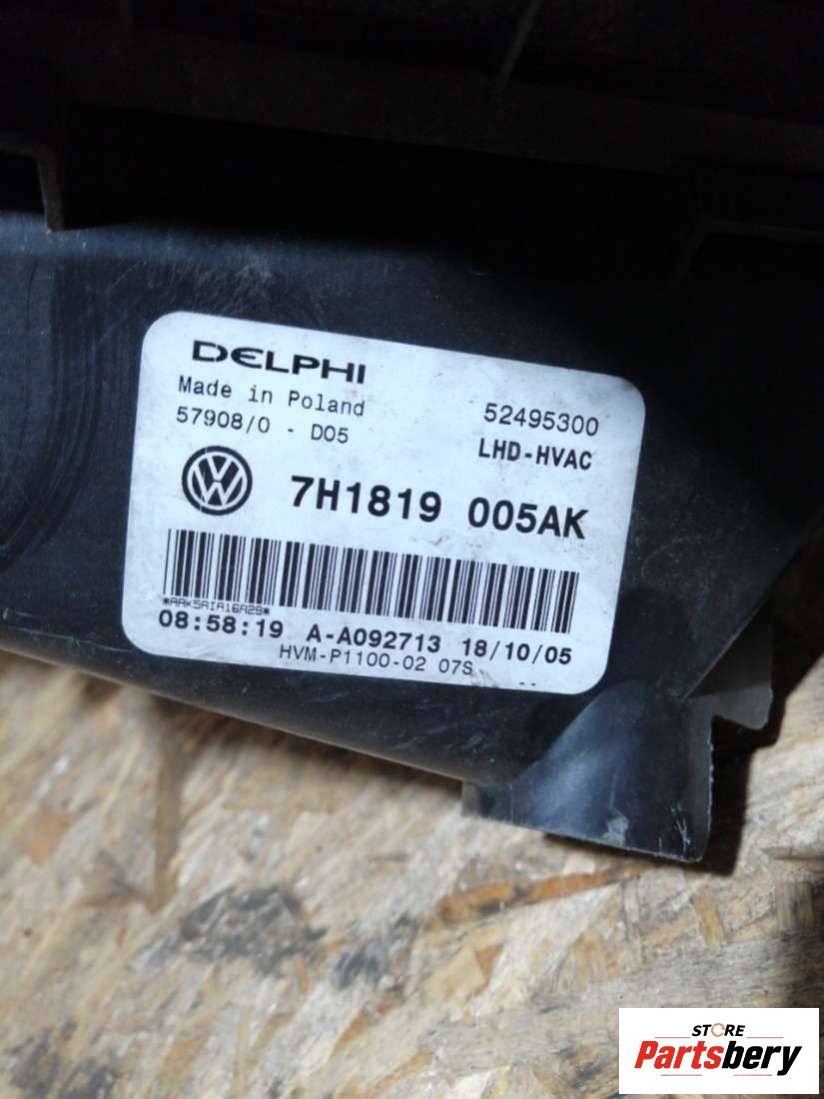 DELPHI
Made in Poland
52495300
57908/0 - D05
LHD-HVAC
7H1819 005AK
*AAK5AIA16A29*
08:58:19 A-A092713 18/10/05
HVM-P1100-02 07S
STORE
Partsbery